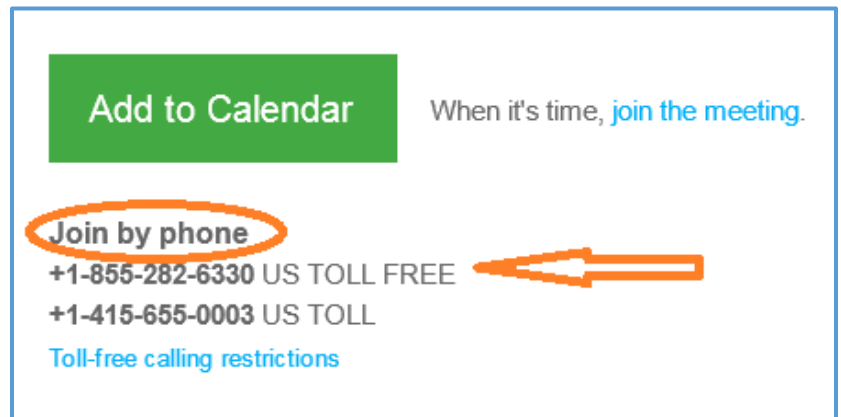 Add to Calendar
When it's time, join the meeting.
Join by phone
+1-855-282-6330 US TOLL FREE
+1-415-655-0003 US TOLL
Toll-free calling restrictions